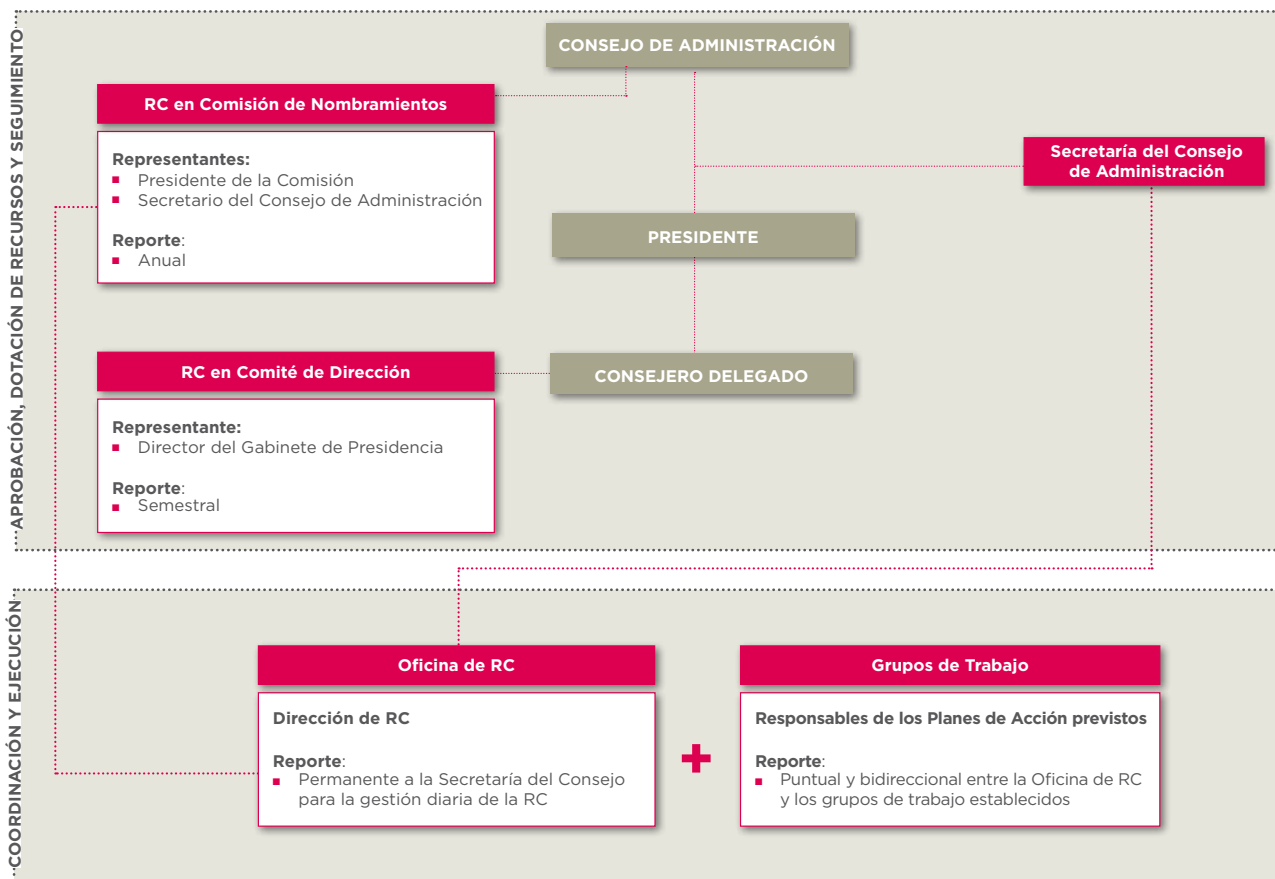 APROBACIÓN, DOTACIÓN DE RECURSOS Y SEGUIMIENTO
CONSEJO DE ADMINISTRACIÓN
RC en Comisión de Nombramientos
Representantes:
Presidente de la Comisión
Secretario del Consejo de Administración
Reporte:
Anual
Secretaría del Consejo
de Administración
PRESIDENTE
RC en Comité de Dirección
CONSEJERO DELEGADO
Representante:
Director del Gabinete de Presidencia
Reporte:
Semestral
COORDINACIÓN Y EJECUCIÓN
Oficina de RC
Dirección de RC
Reporte:
Permanente a la Secretaría del Consejo
para la gestión diaria de la RC
Grupos de Trabajo
Responsables de los Planes de Acción previstos
Reporte:
Puntual y bidireccional entre la Oficina de RC
y los grupos de trabajo establecidos